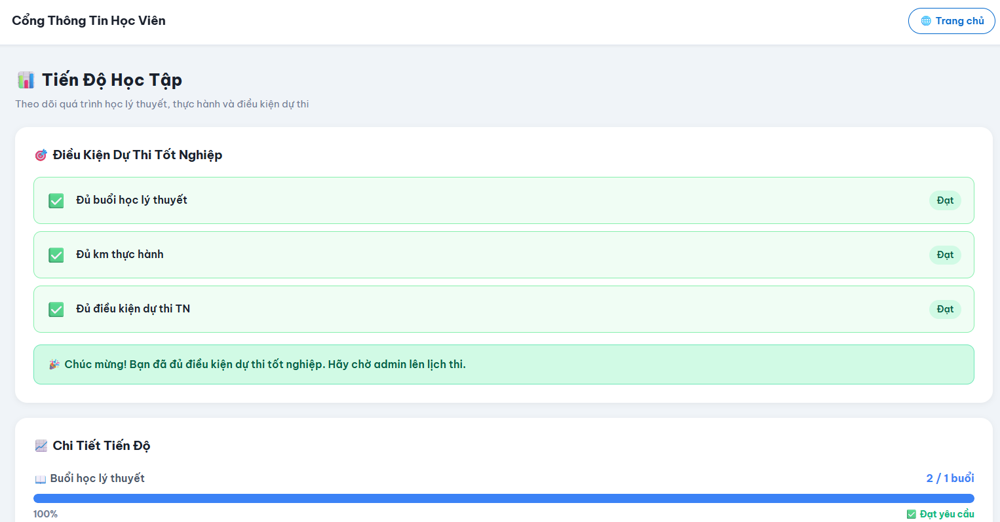 Cổng Thông Tin Học Viên
Trang chủ
Tiến Độ Học Tập
Theo dõi quá trình học lý thuyết, thực hành và điều kiện dự thi
Điều Kiện Dự Thi Tốt Nghiệp
Đủ buổi học lý thuyết
Đạt
Đủ km thực hành
Đạt
Đủ điều kiện dự thi TN
Đạt
Chúc mừng! Bạn đã đủ điều kiện dự thi tốt nghiệp. Hãy chờ admin lên lịch thi.
Chi Tiết Tiến Độ
Buổi học lý thuyết
2 / 1 buổi
100%
Đạt yêu cầu